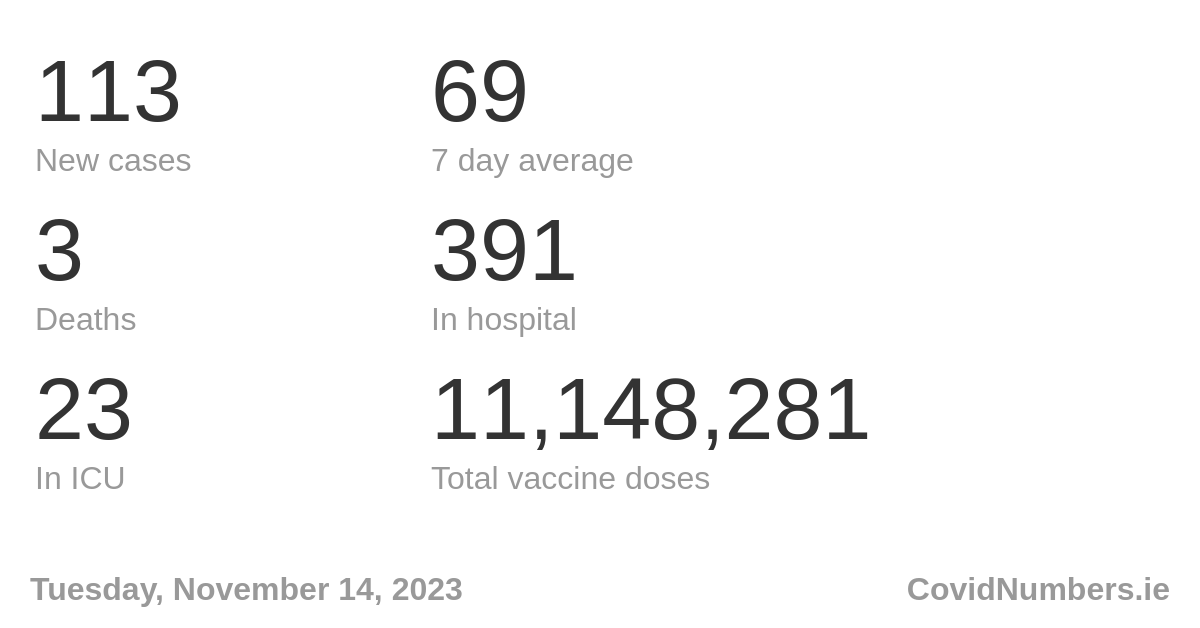 113
69
New cases
7 day average
3
391
Deaths
In hospital
23
11,148,281
In ICU
Total vaccine doses
Tuesday, November 14, 2023
CovidNumbers.ie